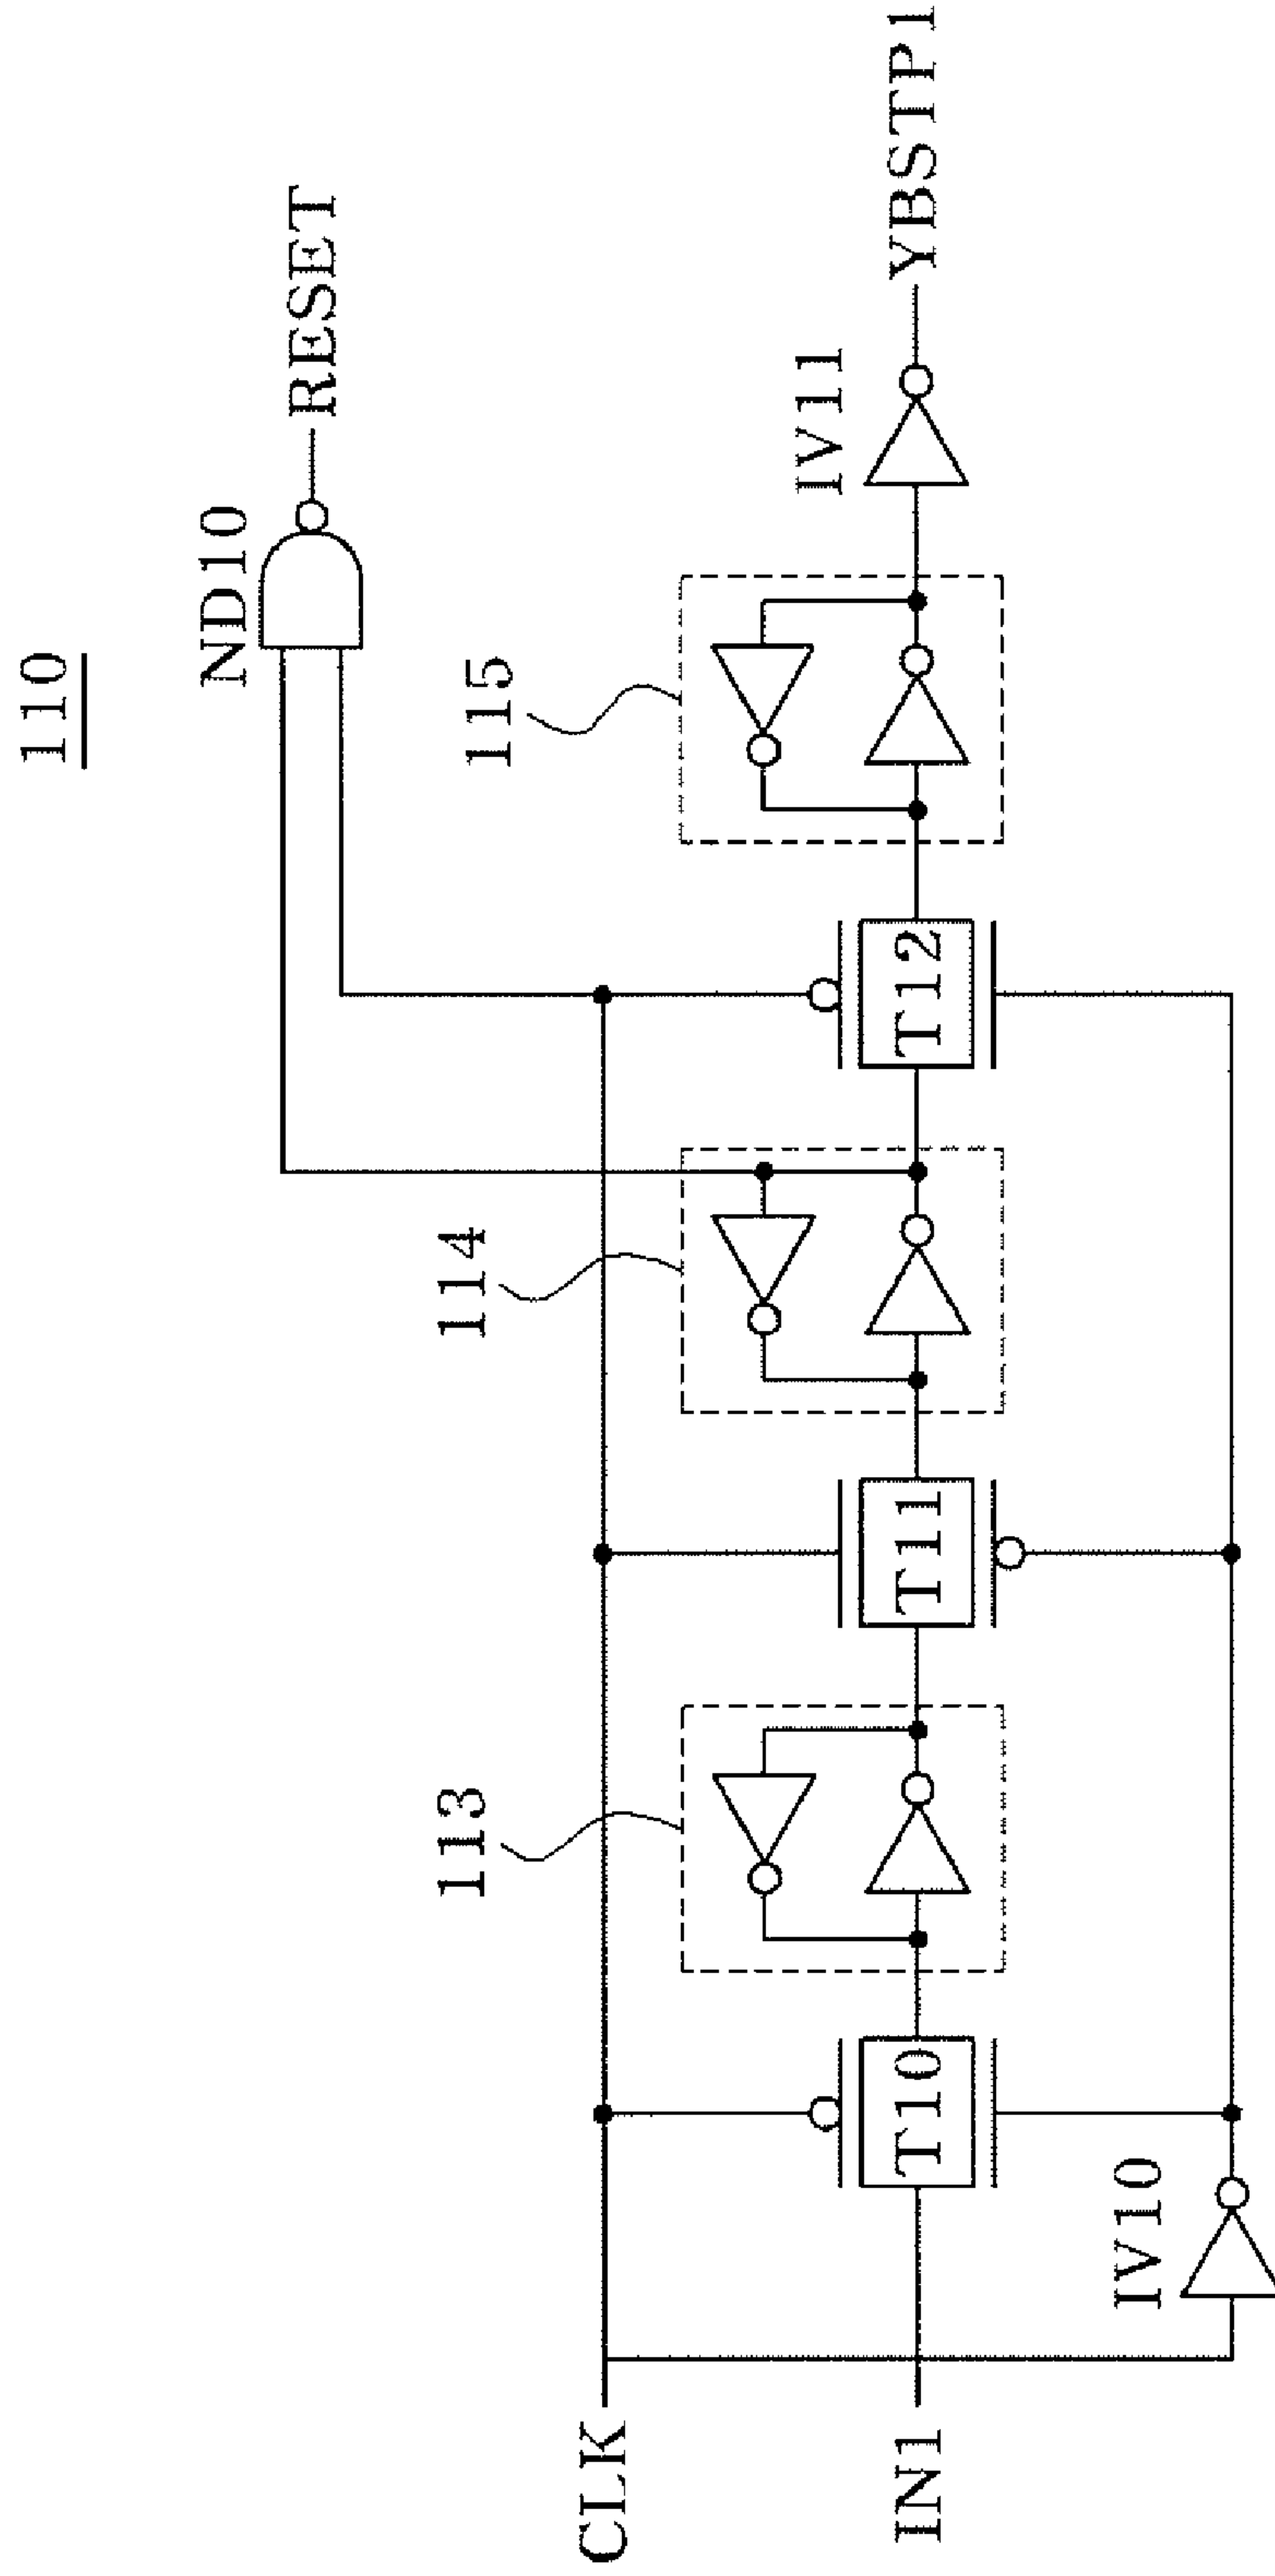 110
ND10
RESET
CLK
113
114
115
IV11
IN1
T10
T11
T12
YBSTP1
IV10